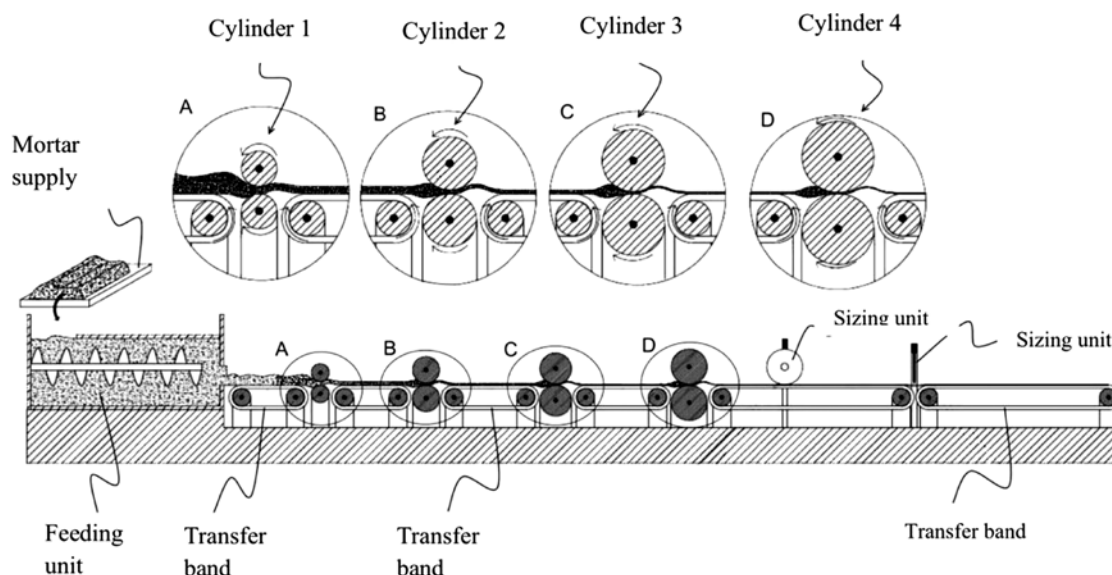 Cylinder 1
Cylinder 2
Cylinder 3
Cylinder 4
A
B
C
D
Mortar
supply
Sizing unit
Sizing unit
A
B
C
D
Feeding
unit
Transfer
band
Transfer
band
Transfer band